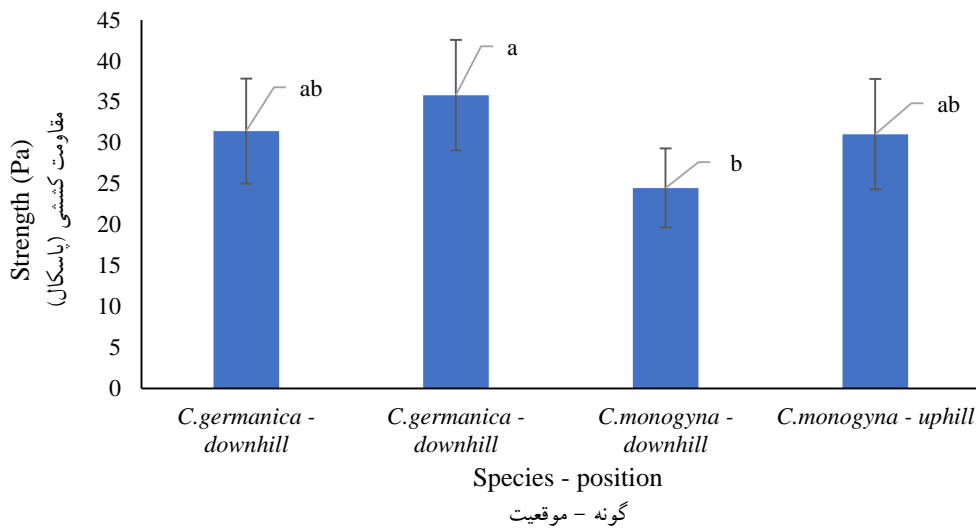 45
40
35
30
25
20
15
10
5
0
Strength (Pa)
مقاومت کششی (پاسکال)
ab
a
b
ab
C.germanica -
downhill
C.germanica -
downhill
C.monogyna -
downhill
C.monogyna - uphill
Species - position
گونه - موقعیت